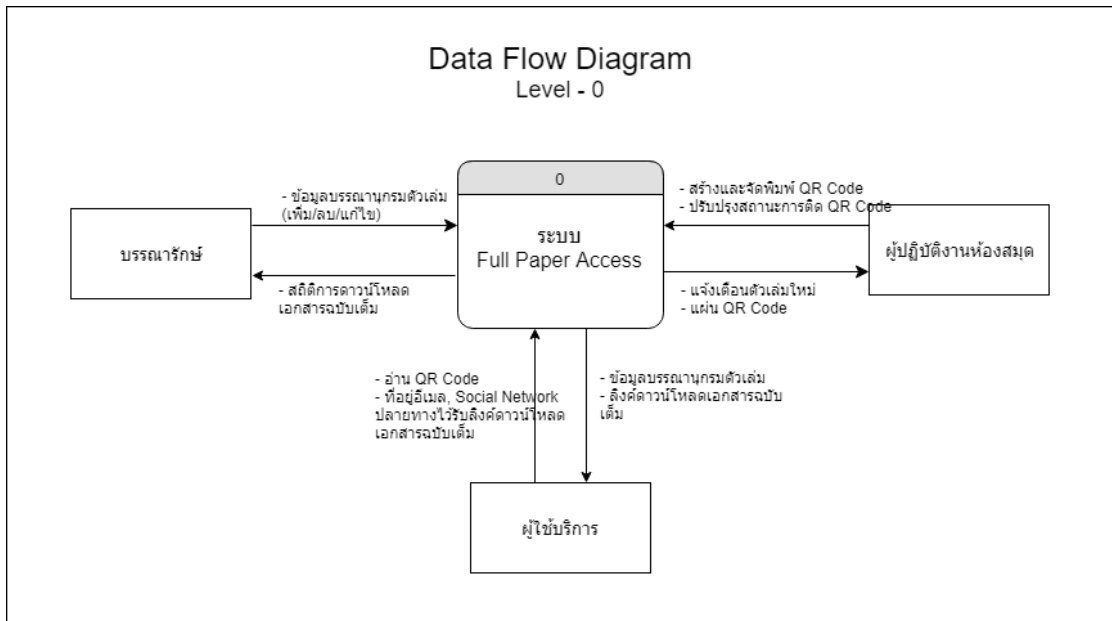 Data Flow Diagram
Level - 0
0
ระบบ
Full Paper Access
- ข้อมูลบรรณานุกรมตัวเล่ม
(เพิ่ม/ลบ/แก้ไข)
บรรณารักษ์
- สถิติการดาวน์โหลด
เอกสารฉบับเต็ม
- สร้างและจัดพิมพ์ QR Code
- ปรับปรุงสถานะการติด QR Code
ผู้ปฏิบัติงานห้องสมุด
- แจ้งเตือนตัวเล่มใหม่
- แผ่น QR Code
- อ่าน QR Code
- ที่อยู่อีเมล, Social Network
ปลายทางไว้รับลิงค์ดาวน์โหลด
เอกสารฉบับเต็ม
- ข้อมูลบรรณานุกรมตัวเล่ม
- ลิงค์ดาวน์โหลดเอกสารฉบับ
เต็ม
ผู้ใช้บริการ